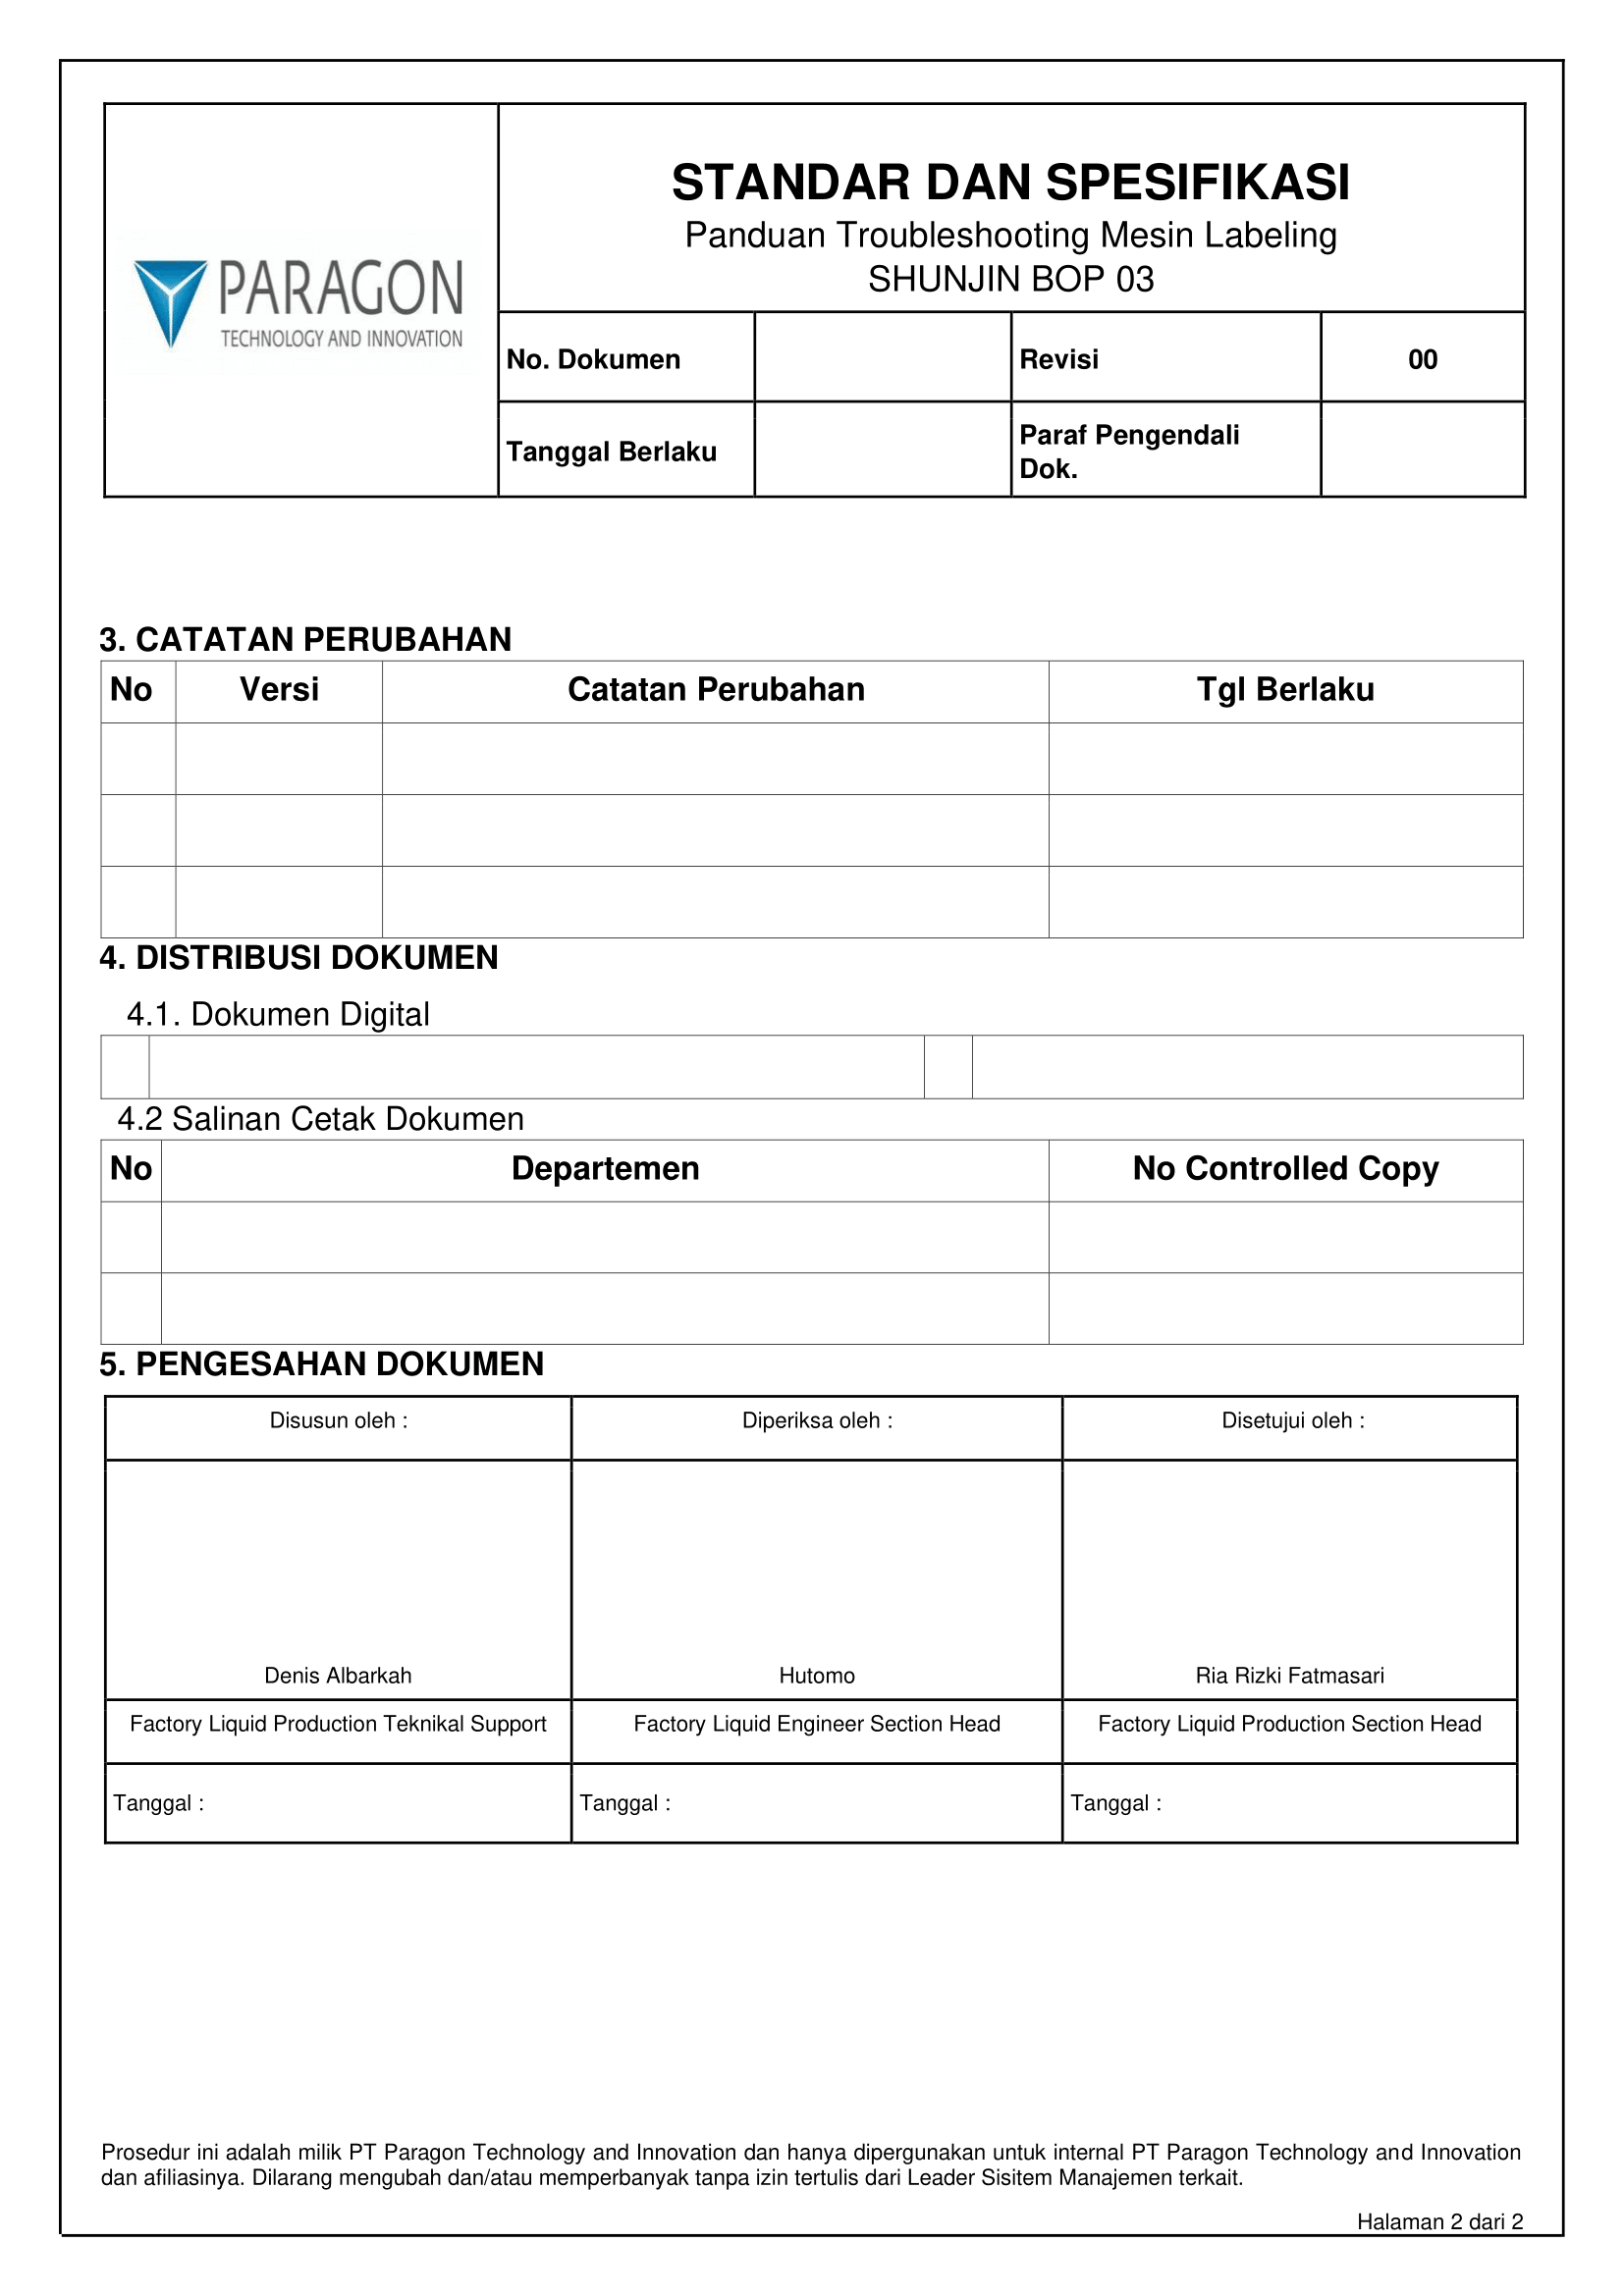 PARAGON
TECHNOLOGY AND INNOVATION
STANDAR DAN SPESIFIKASI
Panduan Troubleshooting Mesin Labeling
SHUNJIN BOP 03
No. Dokumen
Revisi
00
Tanggal Berlaku
Paraf Pengendali
Dok.
3. CATATAN PERUBAHAN
No Versi Catatan Perubahan Tgl Berlaku
4. DISTRIBUSI DOKUMEN
4.1. Dokumen Digital
4.2 Salinan Cetak Dokumen
No Departemen No Controlled Copy
5. PENGESAHAN DOKUMEN
Disusun oleh : Diperiksa oleh : Disetujui oleh :
Denis Albarkah Hutomo Ria Rizki Fatmasari
Factory Liquid Production Teknikal Support Factory Liquid Engineer Section Head Factory Liquid Production Section Head
Tanggal : Tanggal : Tanggal :
Prosedur ini adalah milik PT Paragon Technology and Innovation dan hanya dipergunakan untuk internal PT Paragon Technology and Innovation
dan afiliasinya. Dilarang mengubah dan/atau memperbanyak tanpa izin tertulis dari Leader Sisitem Manajemen terkait.
Halaman 2 dari 2